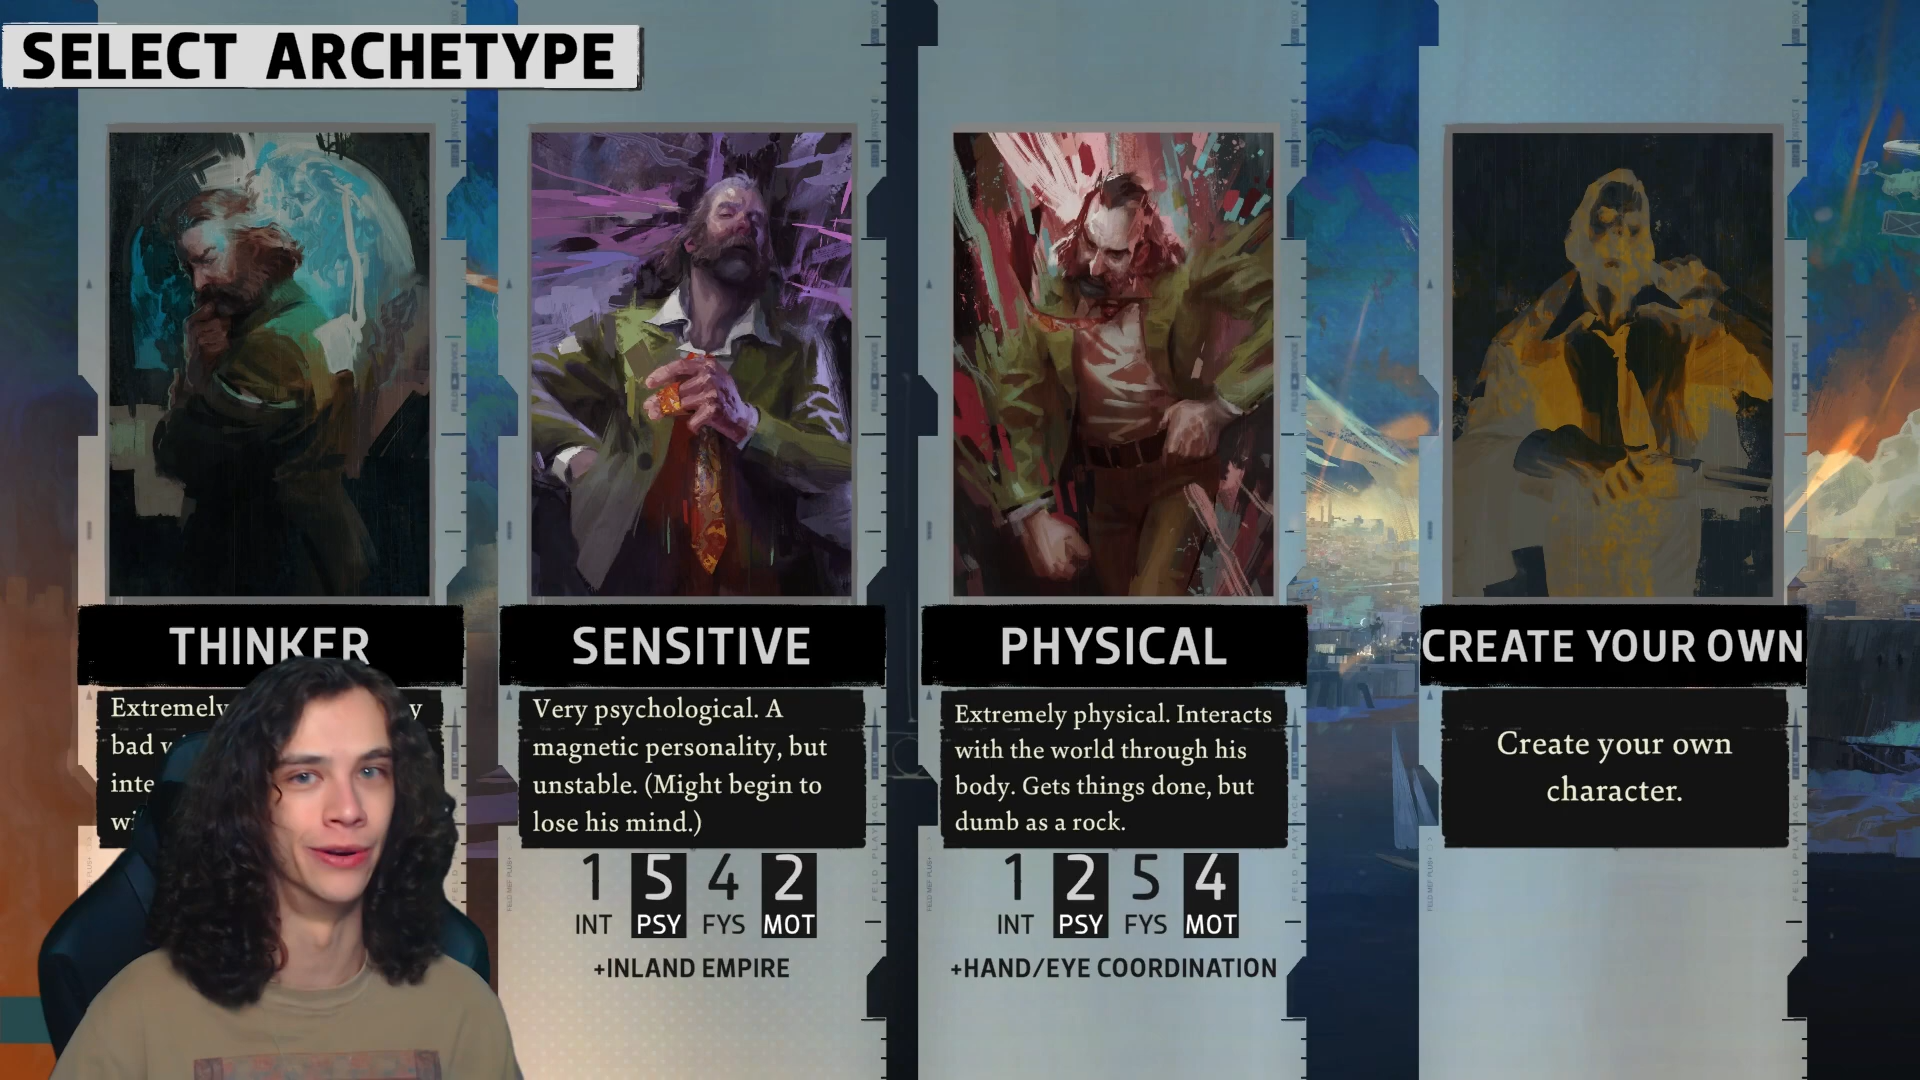 SELECT ARCHETYPE
THINKER
Extremely
bad
SENSITIVE
Very psychological. A
magnetic personality, but
unstable. (Might begin to
lose his mind.)
1 5 4 2
INT PSY FYS MOT
+INLAND EMPIRE
PHYSICAL
Extremely physical. Interacts
with the world through his
body. Gets things done, but
dumb as a rock.
1 2 5 4
INT PSY FYS MOT
+HAND/EYE COORDINATION
CREATE YOUR OWN
Create your own
character.